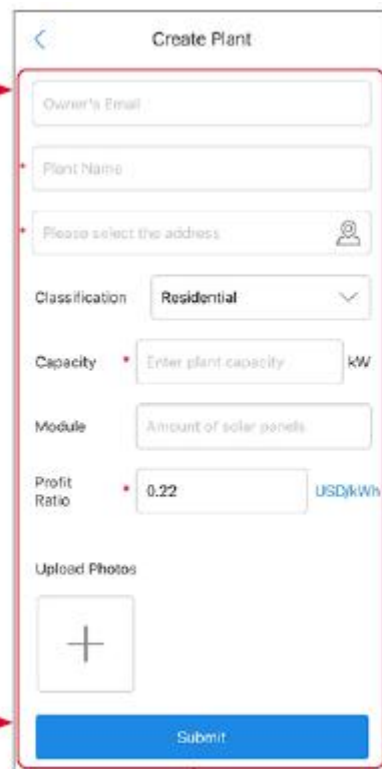 Create Plant
Owner's Email
* Plant Name
* Please select the address
Classification Residential
Capacity * Enter plant capacity kW
Module Amount of solar panels
Profit
Ratio * 0.22 USD/kWh
Upload Photos
Submit